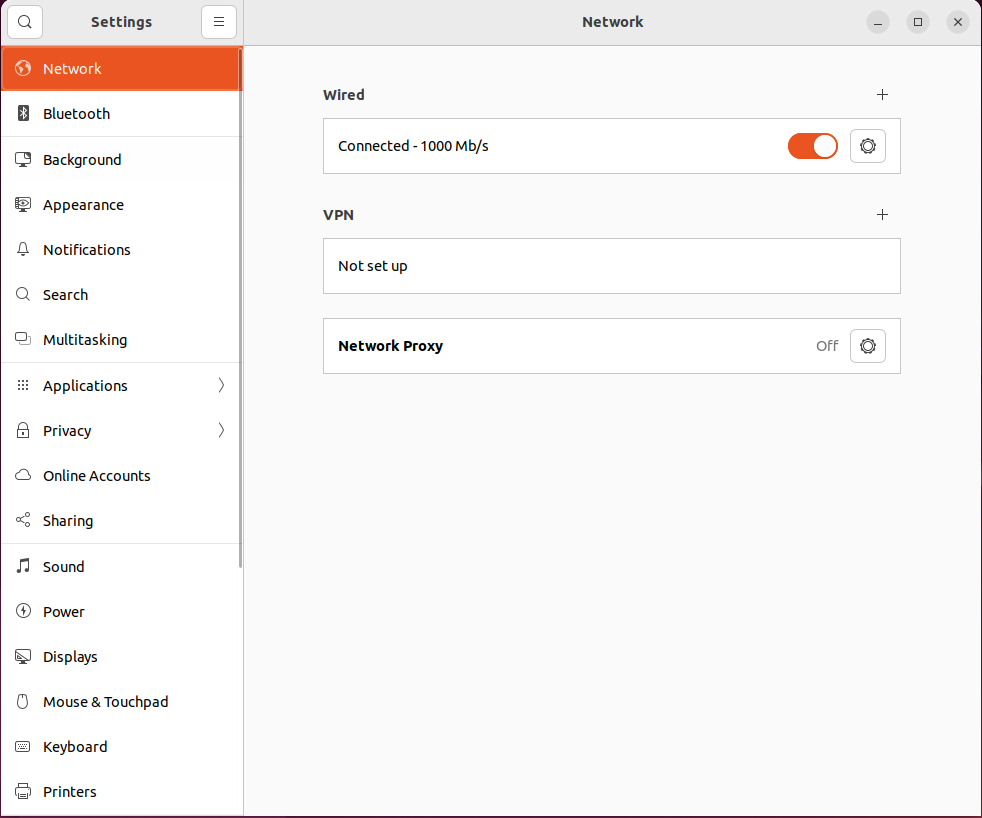 Settings
Network
Network
Bluetooth
Background
Appearance
Notifications
Search
Multitasking
Applications
Privacy
Online Accounts
Sharing
Sound
Power
Displays
Mouse & Touchpad
Keyboard
Printers
Wired
Connected - 1000 Mb/s
VPN
Not set up
Network Proxy Off